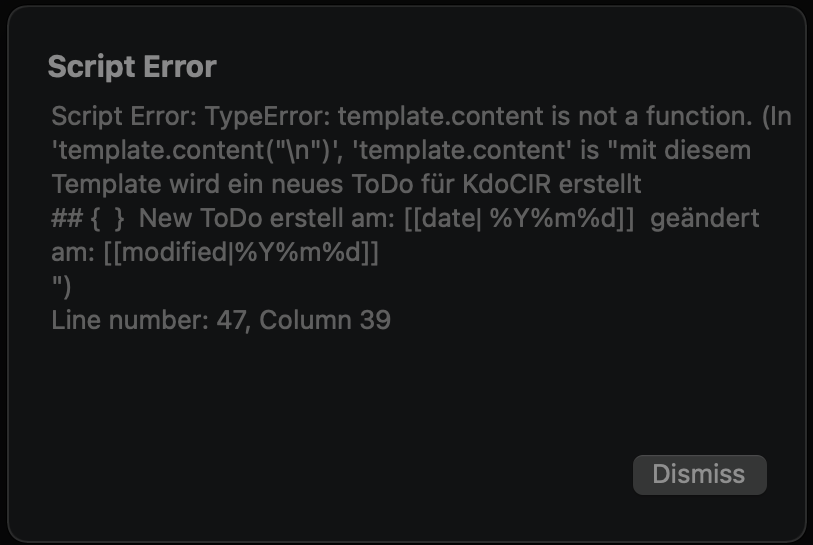 Script Error
Script Error: TypeError: template.content is not a function. (In
'template.content("\n")', 'template.content' is "mit diesem
Template wird ein neues ToDo für KdoCIR erstellt
## {  }  New ToDo erstell am: [[date| %Y%m%d]]  geändert
am: [[modified|%Y%m%d]]
")
Line number: 47, Column 39
Dismiss